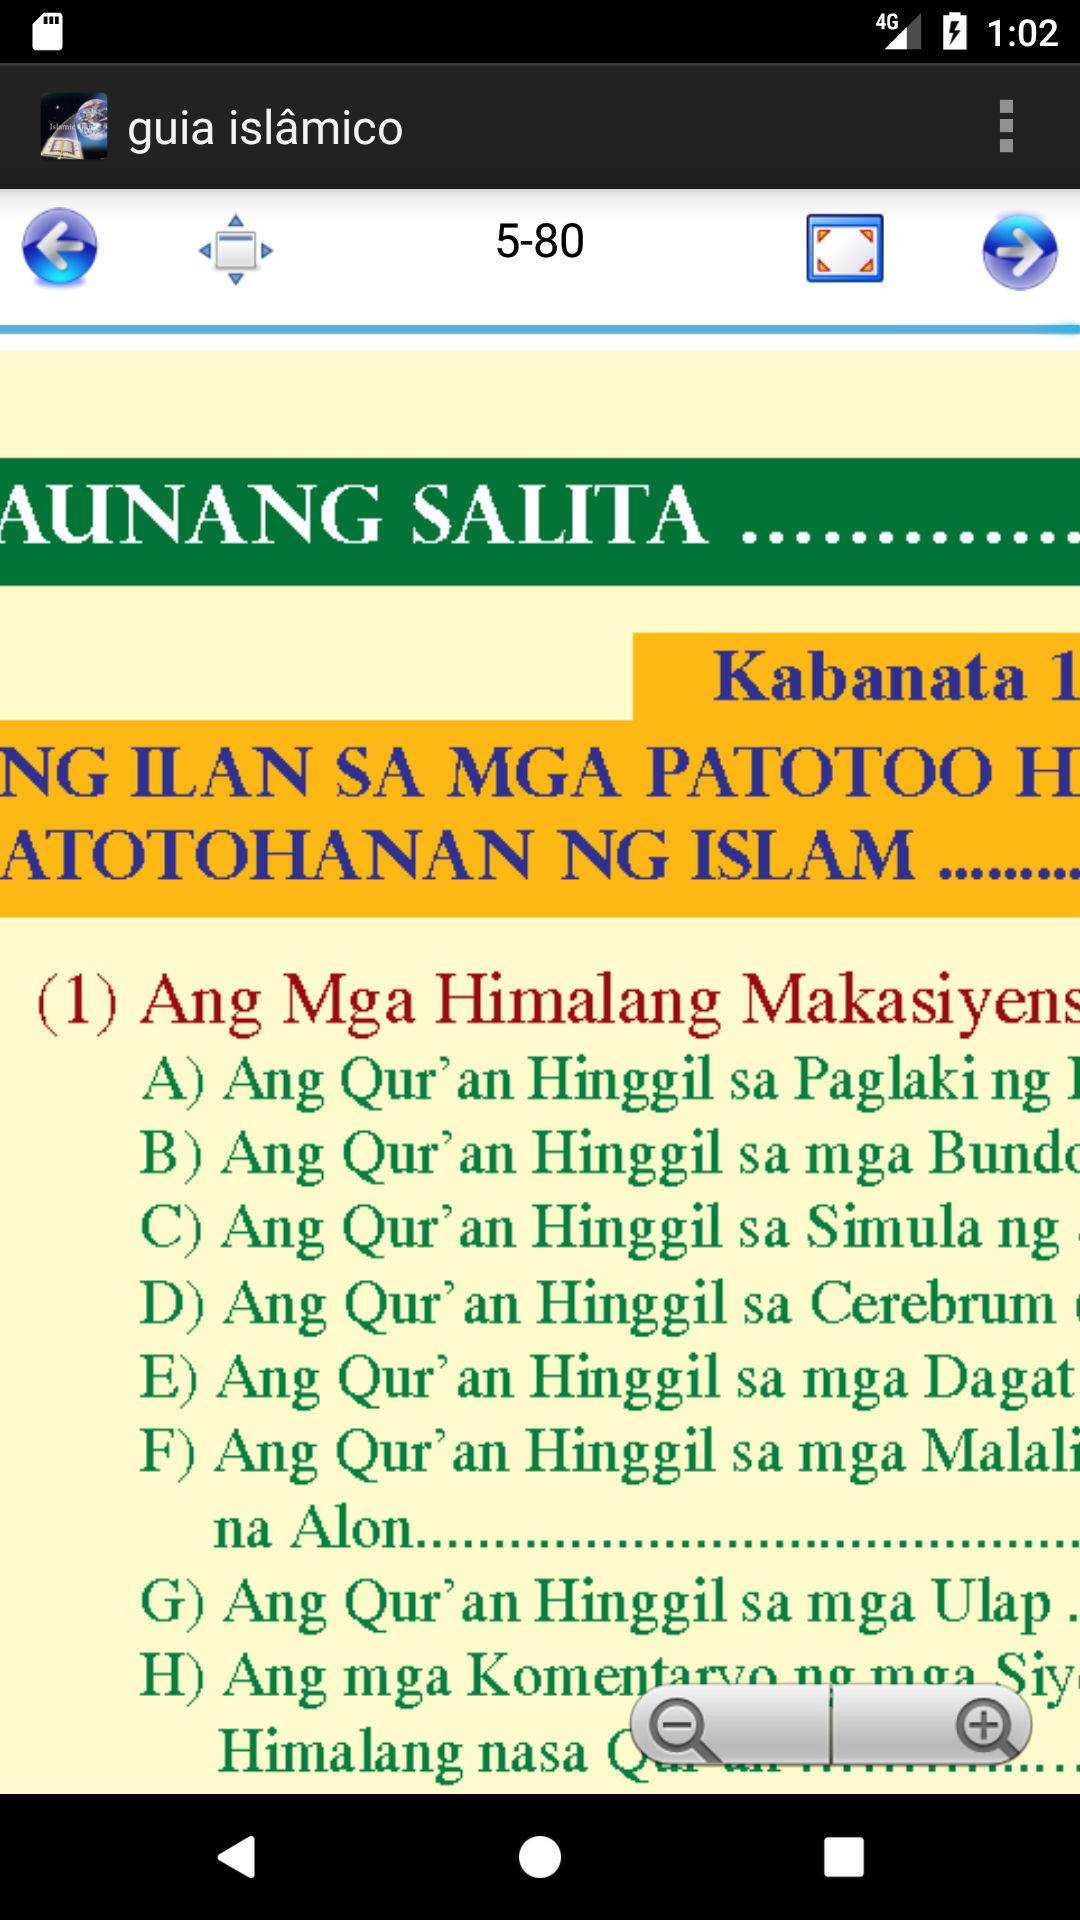 4G 1:02
guia islâmico
5-80
AUNANG SALITA .............
Kabanata 1
NG ILAN SA MGA PATOTOO H
ATOTOHANAN NG ISLAM .........
(1) Ang Mga Himalang Makasiyens
A) Ang Qur’an Hinggil sa Paglaki ng
B) Ang Qur’an Hinggil sa mga Bundo
C) Ang Qur’an Hinggil sa Simula ng
D) Ang Qur’an Hinggil sa Cerebrum
E) Ang Qur’an Hinggil sa mga Dagat
F) Ang Qur’an Hinggil sa mga Malali
na Alon...........................................
G) Ang Qur’an Hinggil sa mga Ulap .
H) Ang mga Komentaryo ng mga Siy
Himalang nasa Qur’an ..................